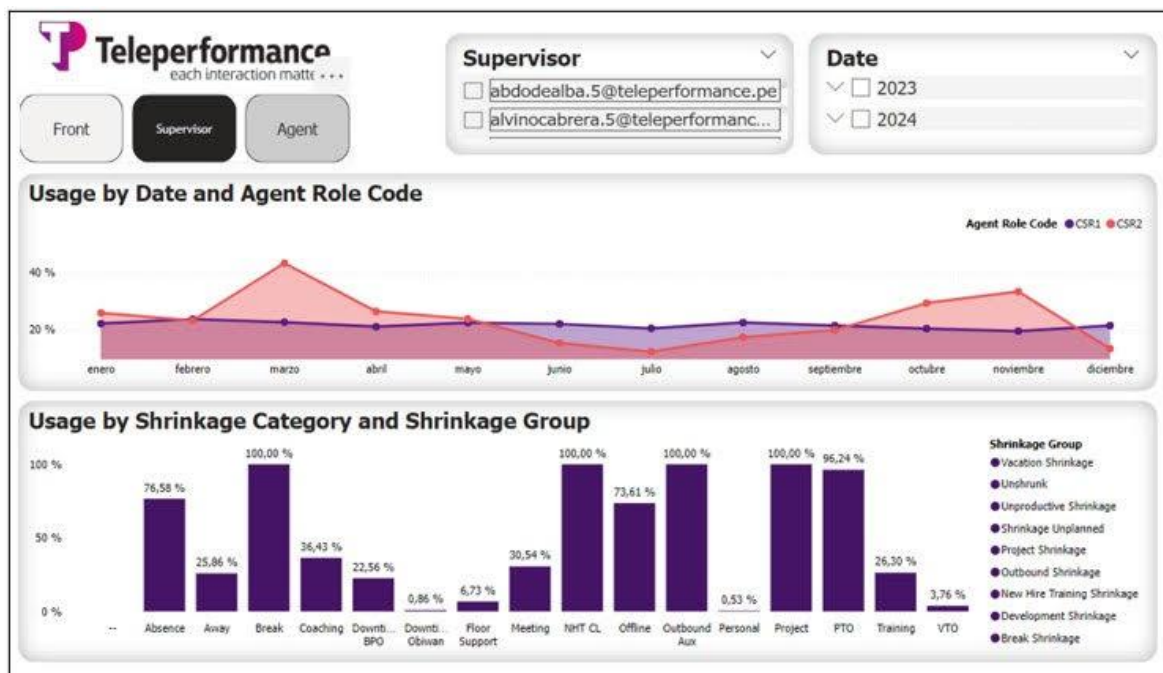 Teleperformance
each interaction matte ...
Front
Supervisor
Agent
Supervisor
abdodealba.5@teleperformance.pe
alvinocabrera.5@teleperformanc...
Date
2023
2024
Usage by Date and Agent Role Code
Agent Role Code CSR1 CSR2
40 %
20 %
enero febrero marzo abril mayo junio julio agosto septiembre octubre noviembre diciembre
Usage by Shrinkage Category and Shrinkage Group
100 %
50 %
0 %
76,58 %
25,86 %
100,00 %
36,43 %
22,56 %
0,86 %
6,73 %
30,54 %
100,00 %
73,61 %
100,00 %
0,53 %
100,00 %
96,24 %
26,30 %
3,76 %
--
Absence
Away
Break
Coaching
Downti...
BPO
Downti...
Obiwan
Floor
Support
Meeting
NHT CL
Offline
Outbound
Aux
Personal
Project
PTO
Training
VTO
Shrinkage Group
Vacation Shrinkage
Unshrunk
Unproductive Shrinkage
Shrinkage Unplanned
Project Shrinkage
Outbound Shrinkage
New Hire Training Shrinkage
Development Shrinkage
Break Shrinkage